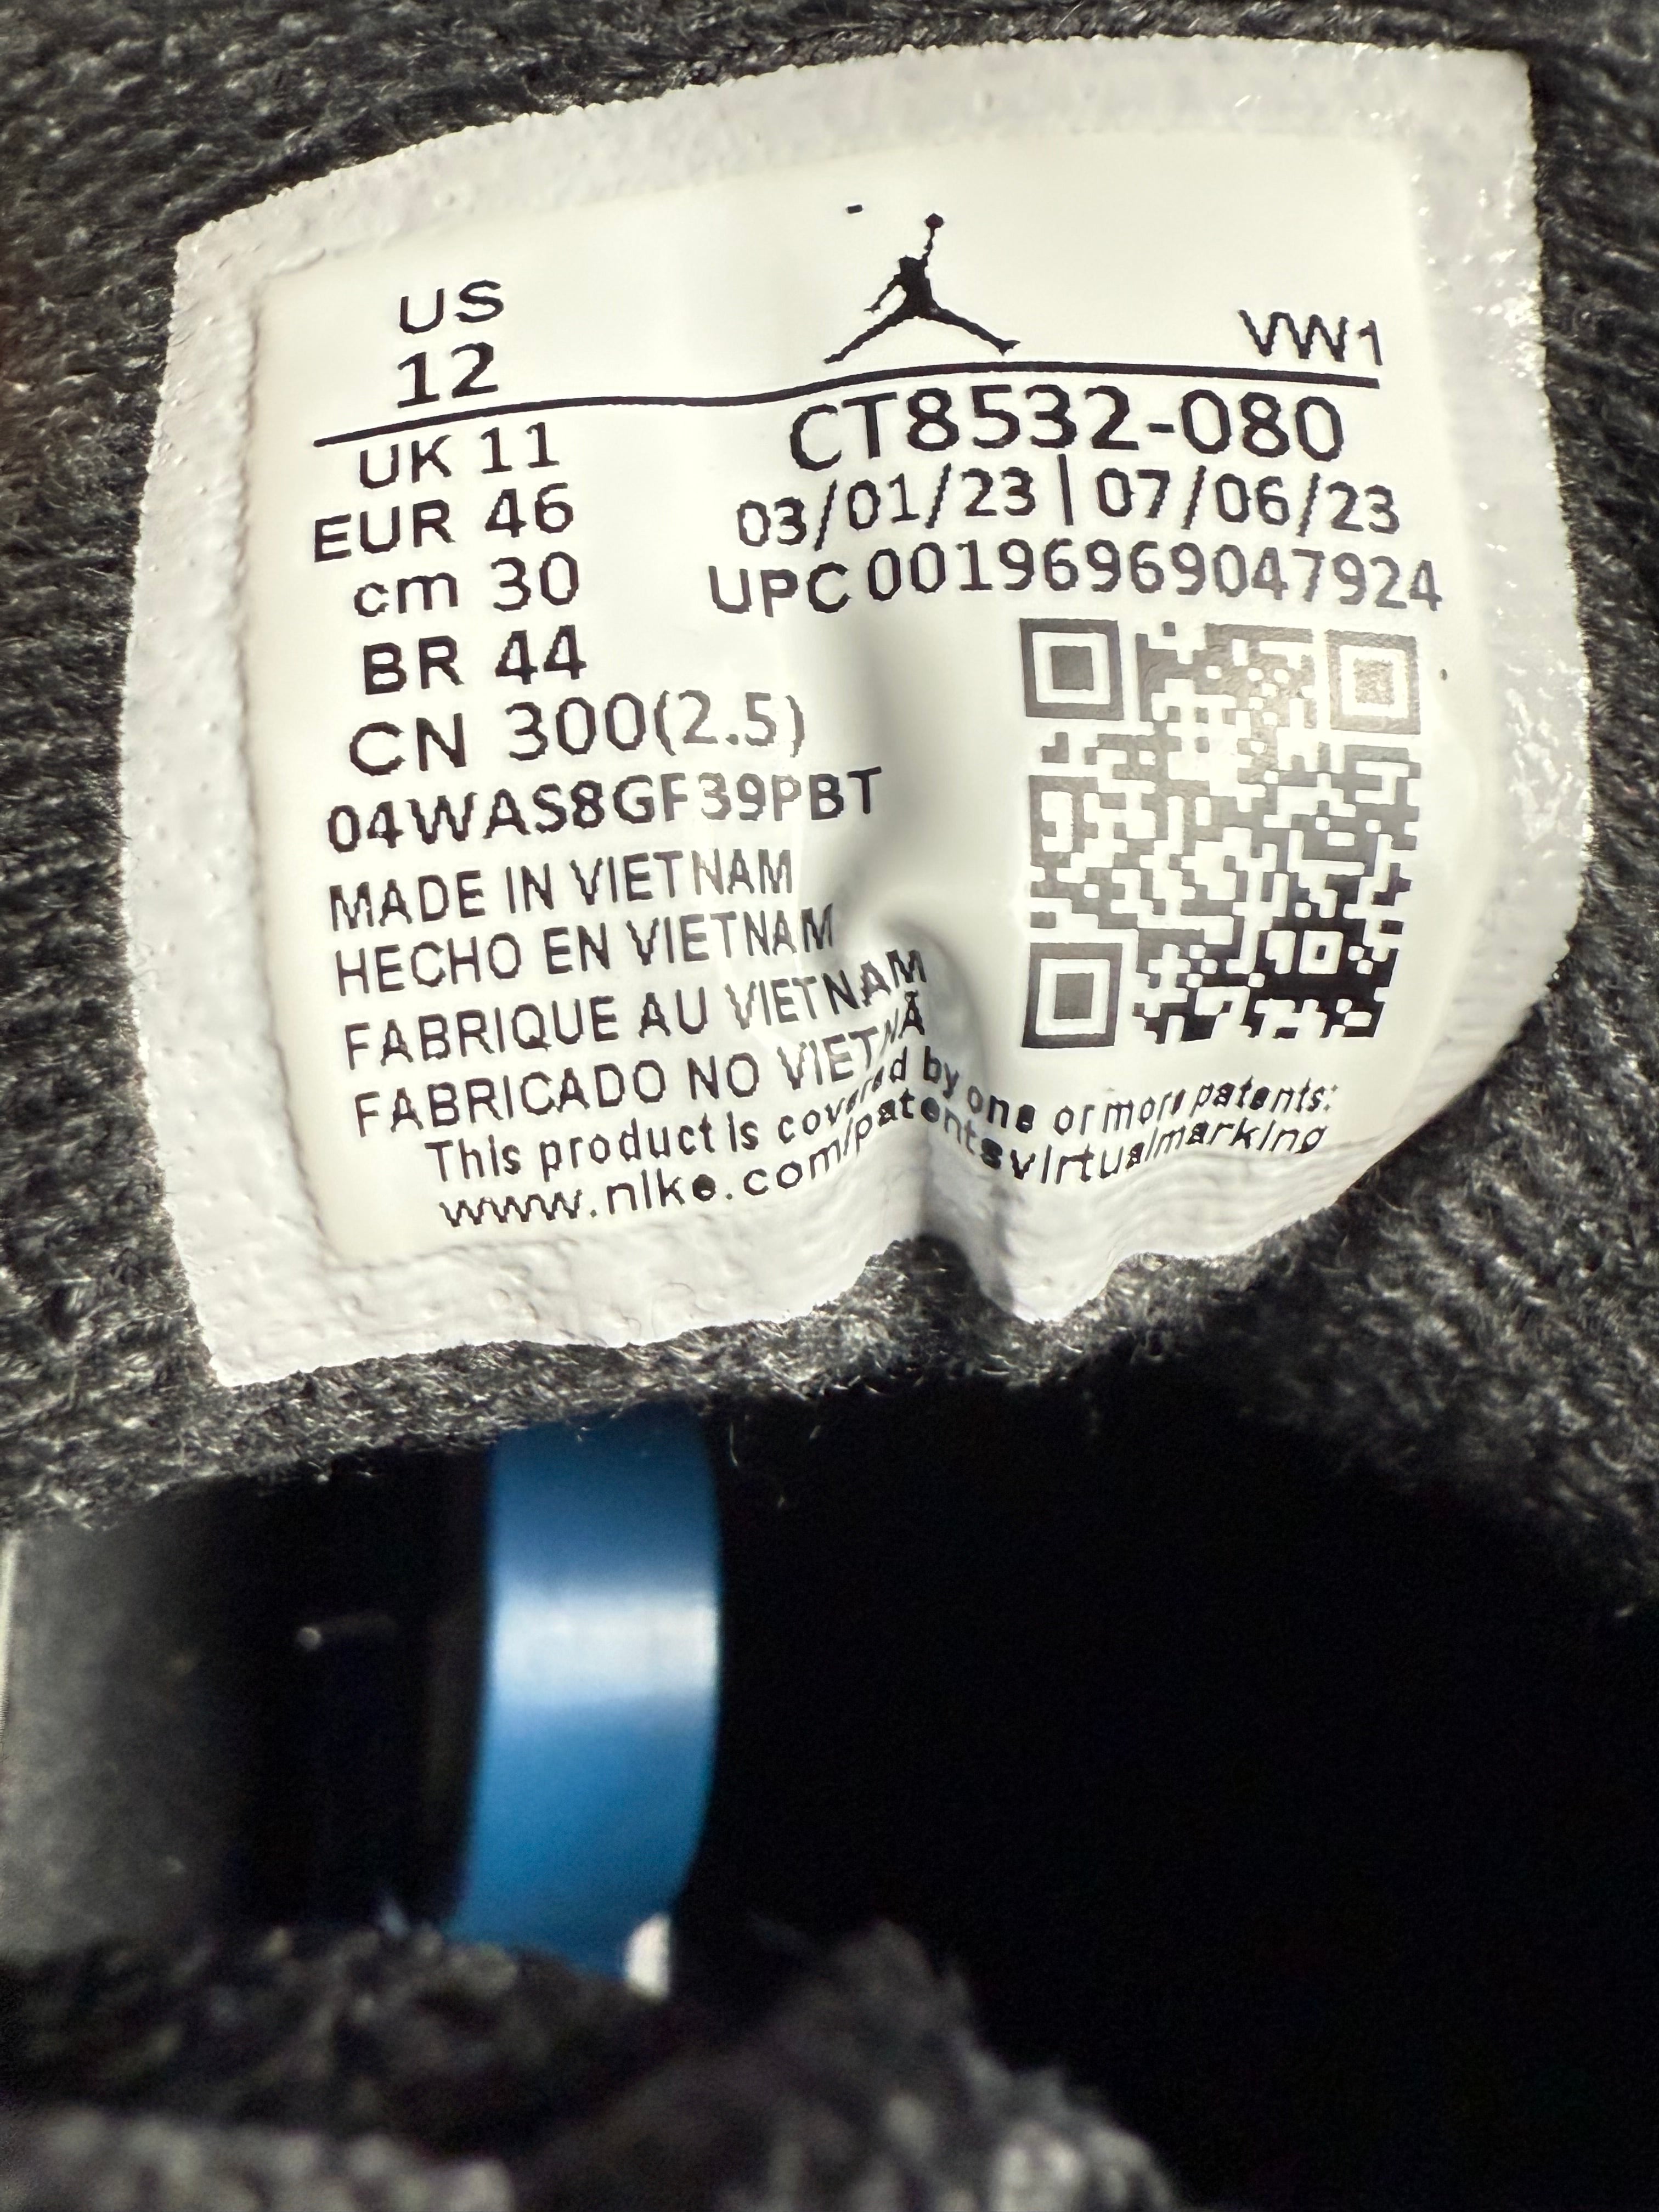 US
12
VW1
UK 11
CT8532-080
EUR 46
03/01/23 | 07/06/23
cm 30
UPC 00196969047924
BR 44
CN 300(2.5)
04WAS8GF39PBT
MADE IN VIETNAM
HECHO EN VIETNAM
FABRIQUE AU VIETNAM
FABRICADO NO VIETNÃ
This product is covered by one or more patents:
www.nike.com/patentsvirtualmarking